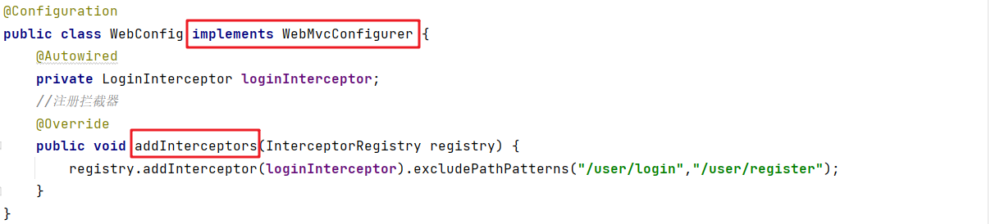 @Configuration
public class WebConfig implements WebMvcConfigurer {
@Autowired
private LoginInterceptor loginInterceptor;
//注册拦截器
@Override
public void addInterceptors(InterceptorRegistry registry) {
registry.addInterceptor(loginInterceptor).excludePathPatterns("/user/login","/user/register");
}
}